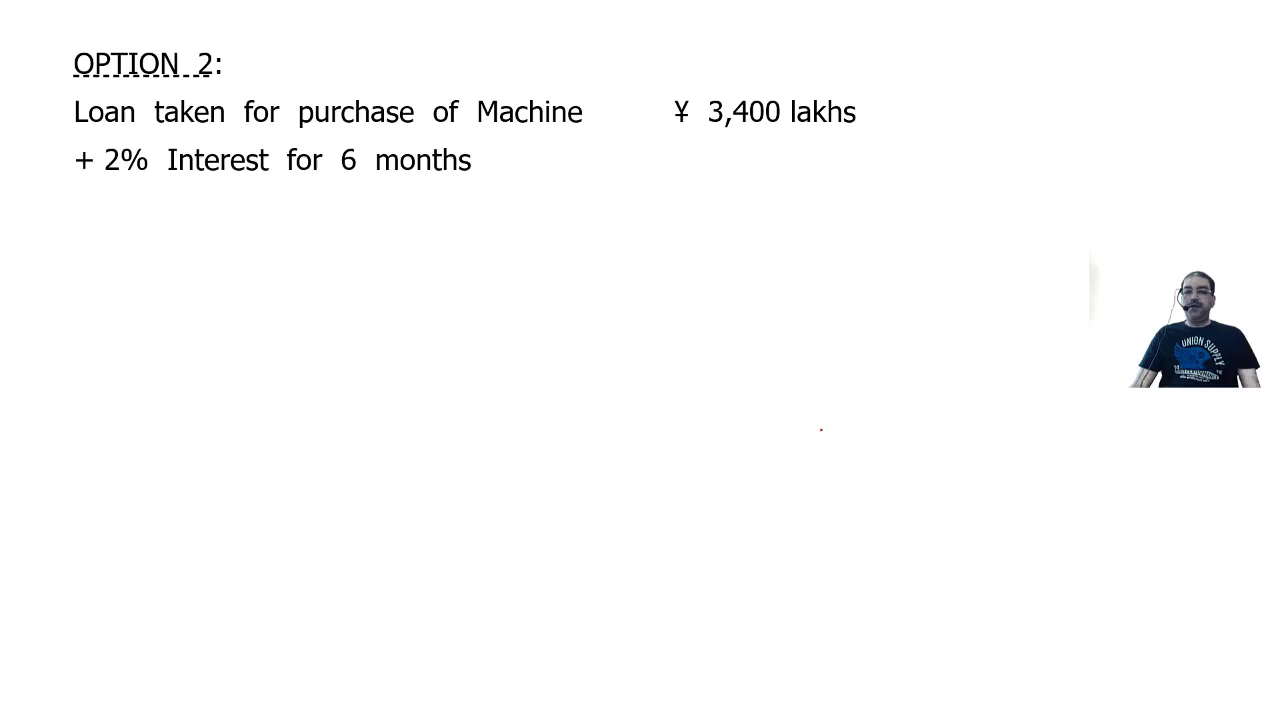 OPTION 2:
Loan taken for purchase of Machine ¥ 3,400 lakhs
+ 2% Interest for 6 months
UNION SUPPLY